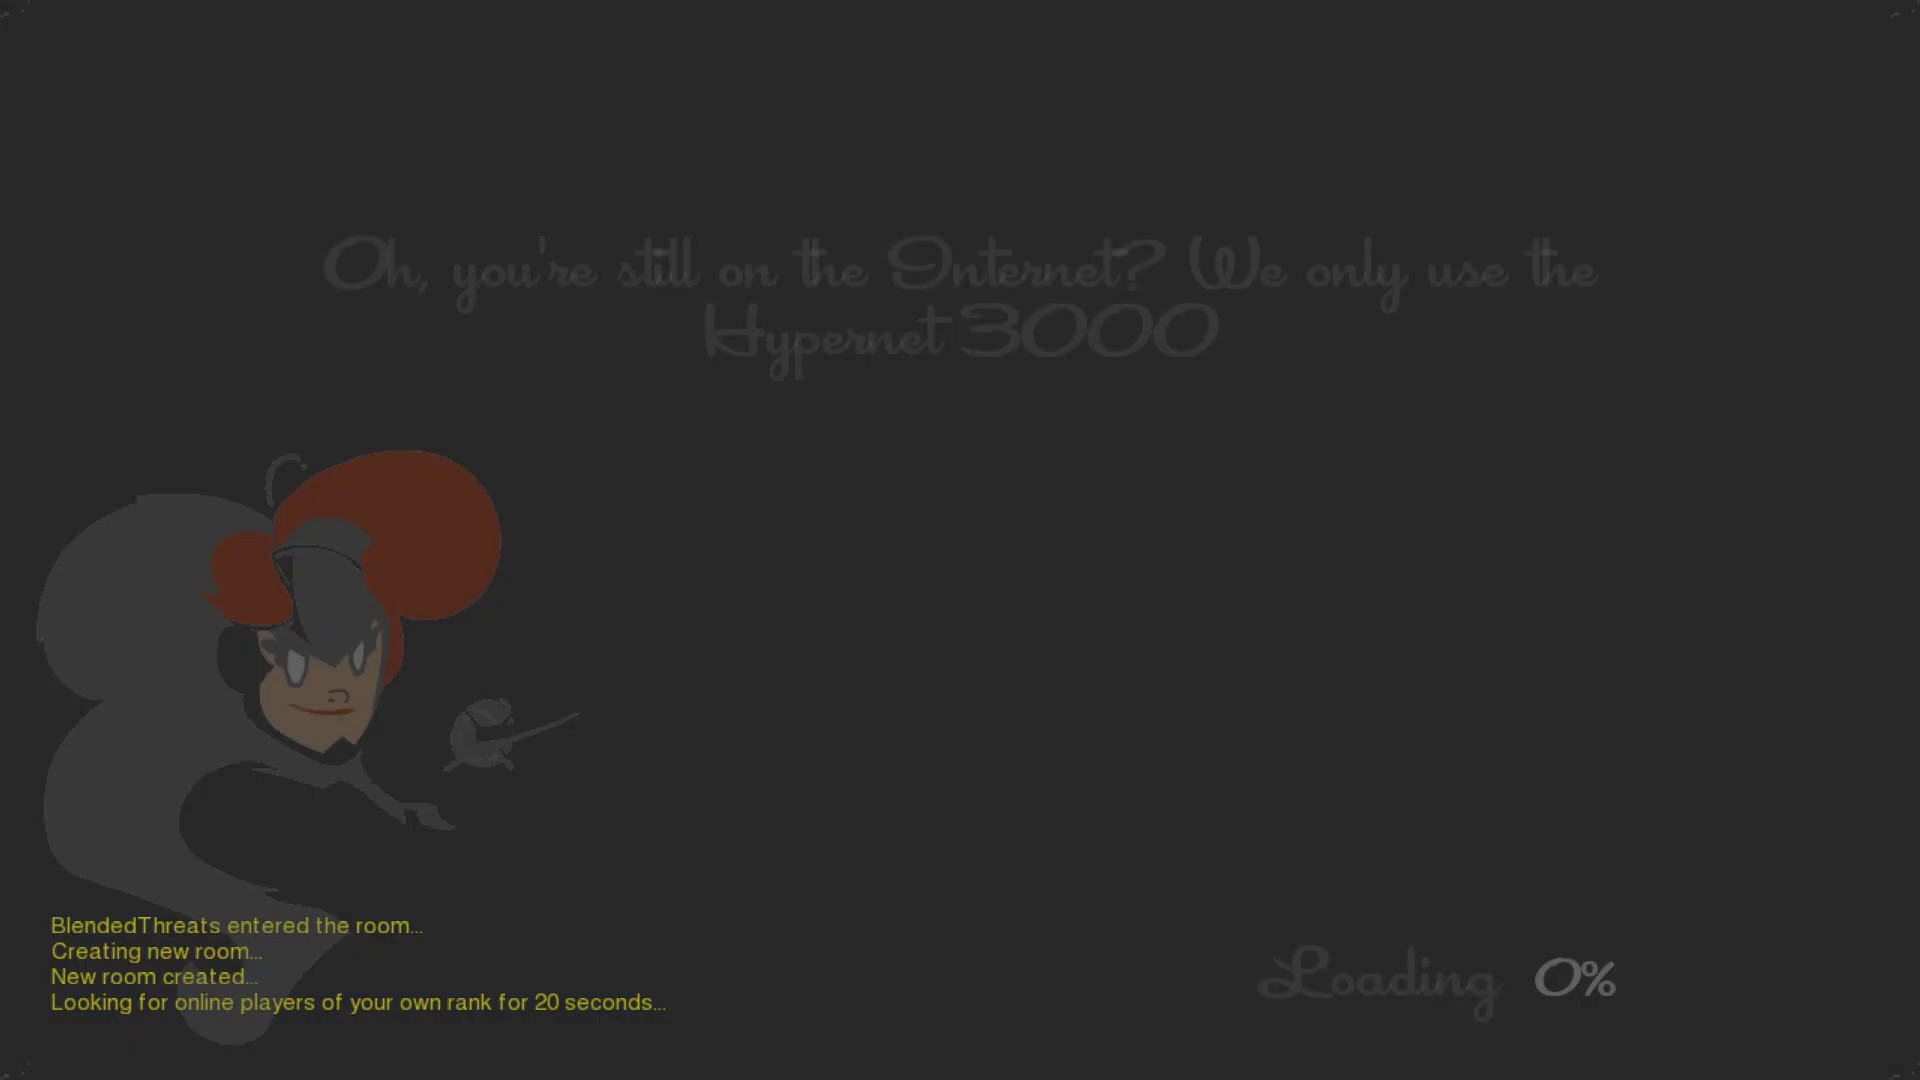 Oh, you're still on the Internet? We only use the
Hypernet 3000
BlendedThreats entered the room...
Creating new room...
New room created...
Looking for online players of your own rank for 20 seconds...
Loading 0%